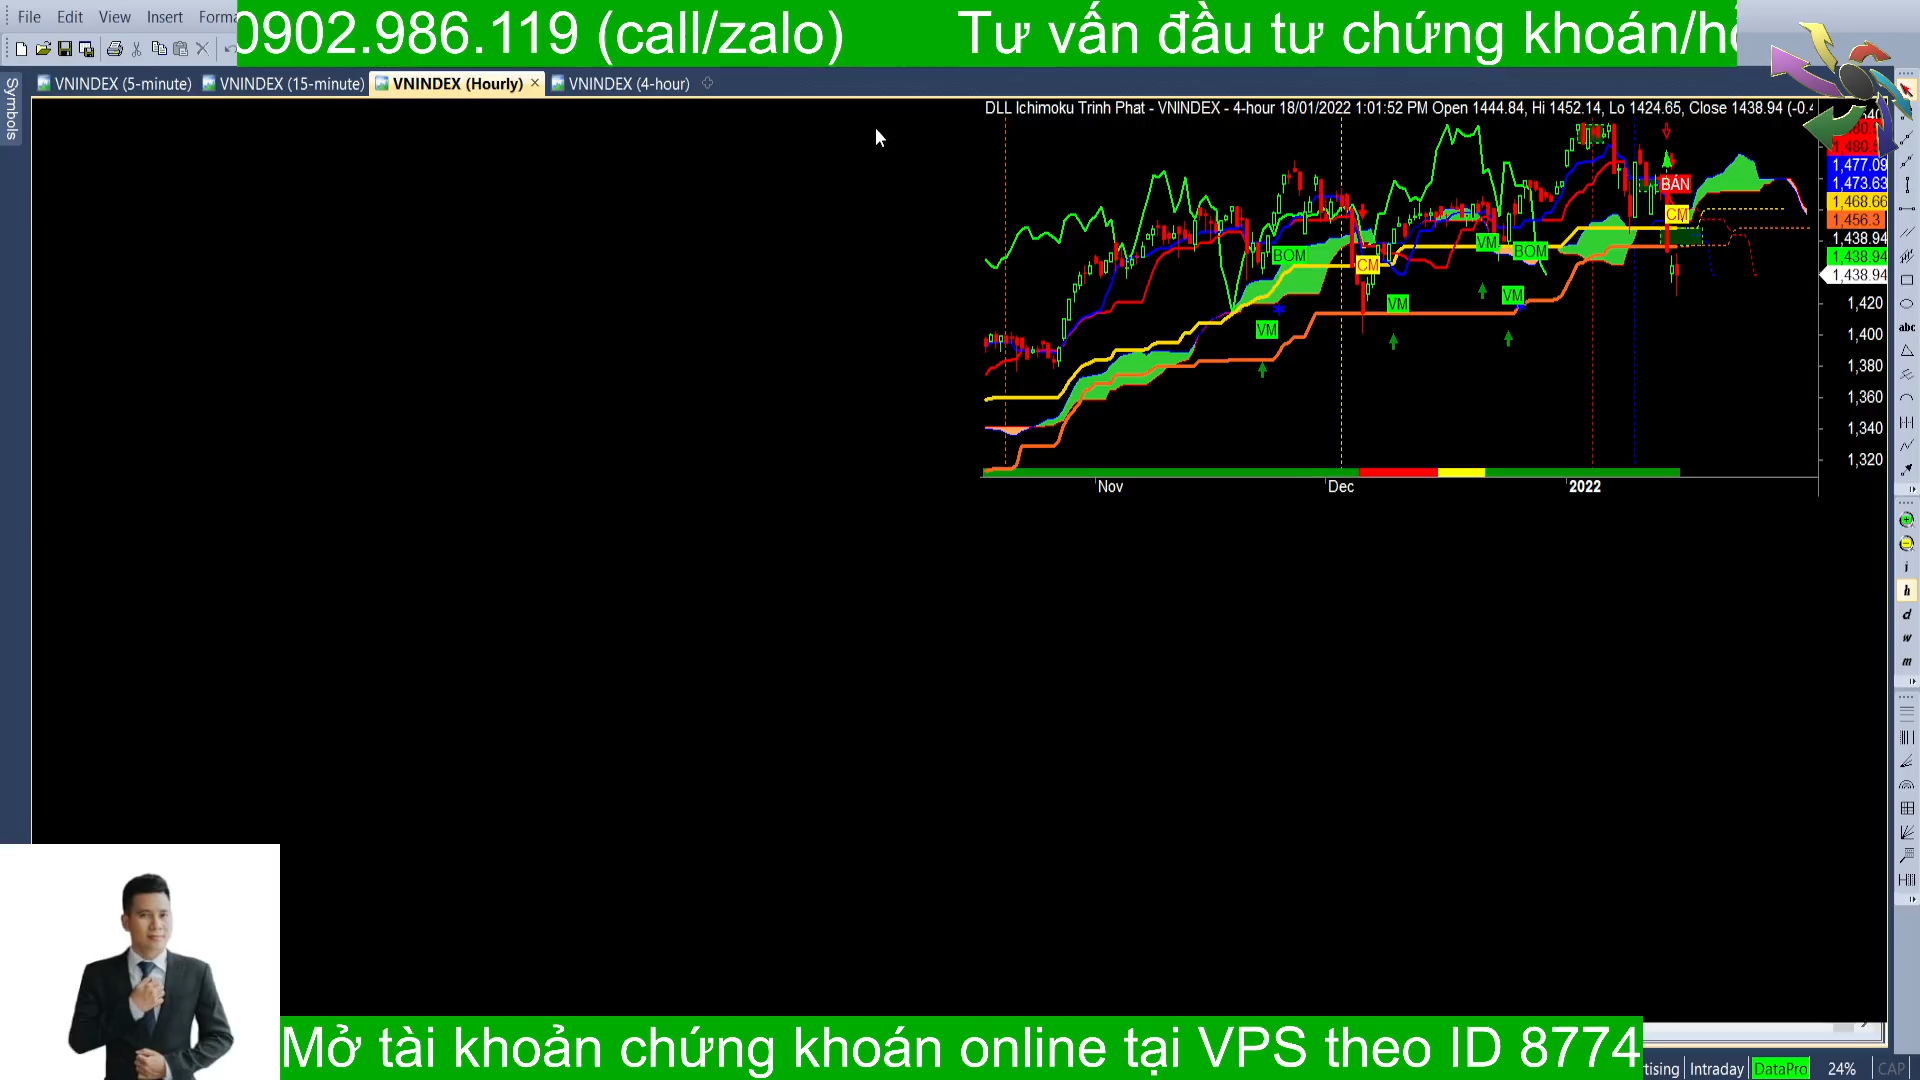 File Edit View Insert Forma
0902.986.119 (call/zalo) Tư vấn đầu tư chứng khoán/h
VNINDEX (5-minute) VNINDEX (15-minute) VNINDEX (Hourly) VNINDEX (4-hour)
Symbols
DLL Ichimoku Trinh Phat - VNINDEX - 4-hour 18/01/2022 1:01:52 PM Open 1444.84, Hi 1452.14, Lo 1424.65, Close 1438.94 (-0.4
1,477.09
BÁN
1,473.63
1,468.66
CM
1,456.3
1,438.94
VM
BOM
BOM
1,438.94
CM
1,438.94
VM
VM
1,420
VM
1,400
1,380
1,360
1,340
1,320
Nov Dec 2022
abc
i
h
d
w
m
Mở tài khoản chứng khoán online tại VPS theo ID 8774
tising Intraday DataPro 24% CAP